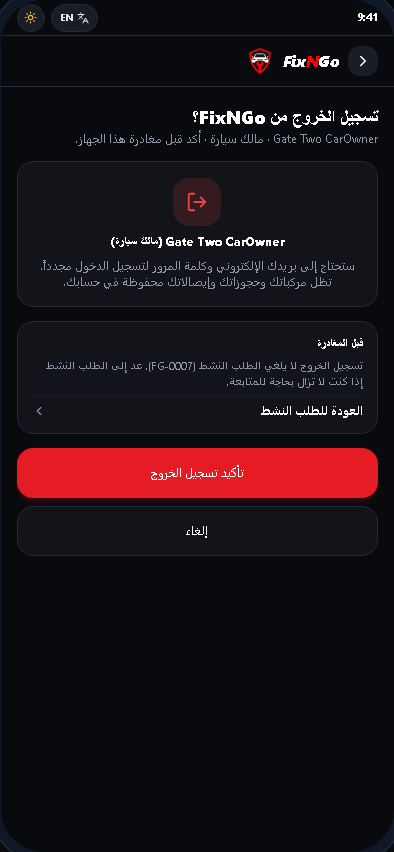 9:41
EN
FixNGo
تسجيل الخروج من FixNGo؟
Gate Two CarOwner · مالك سيارة · أكد قبل مغادرة هذا الجهاز.
Gate Two CarOwner (مالك سيارة)
ستحتاج إلى بريدك الإلكتروني وكلمة المرور لتسجيل الدخول مجدداً.
تظل مركباتك وحجوزاتك وإيصالاتك محفوظة في حسابك.
قبل المغادرة
تسجيل الخروج لا يلغي الطلب النشط (FG-0007). عد إلى الطلب النشط
إذا كنت لا تزال بحاجة للمتابعة.
العودة للطلب النشط
تأكيد تسجيل الخروج
إلغاء